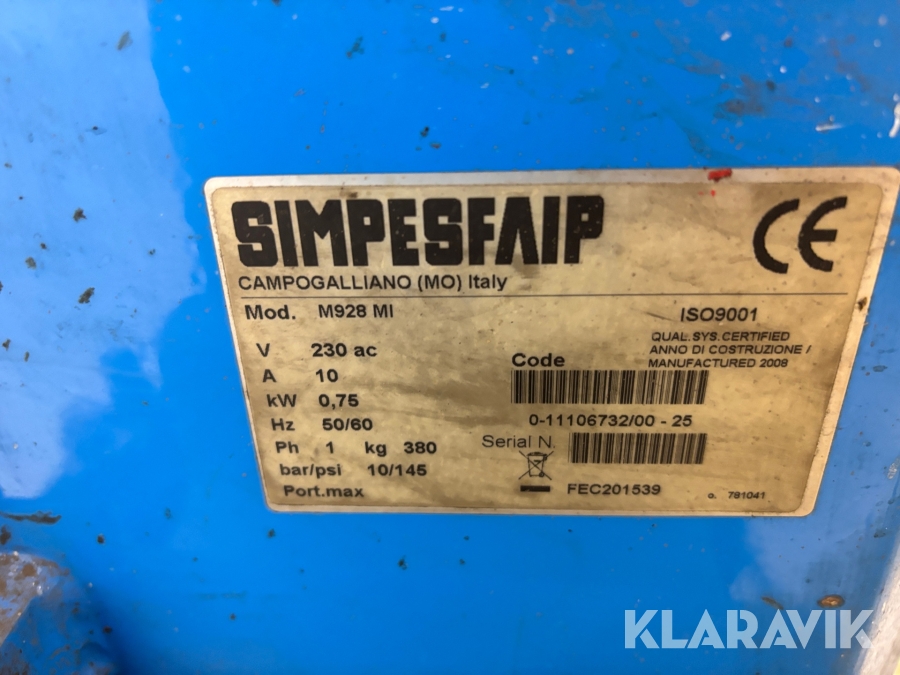 SIMPESFAIP
CE
CAMPOGALLIANO (MO) Italy
Mod. M928 MI
ISO9001
QUAL.SYS.CERTIFIED
ANNO DI COSTRUZIONE /
MANUFACTURED 2008
V 230 ac
A 10
kW 0,75
Hz 50/60
Ph 1 kg 380
bar/psi 10/145
Port.max
Code
0-11106732/00 - 25
Serial N.
FEC201539
o. 781041
KLARAVIK